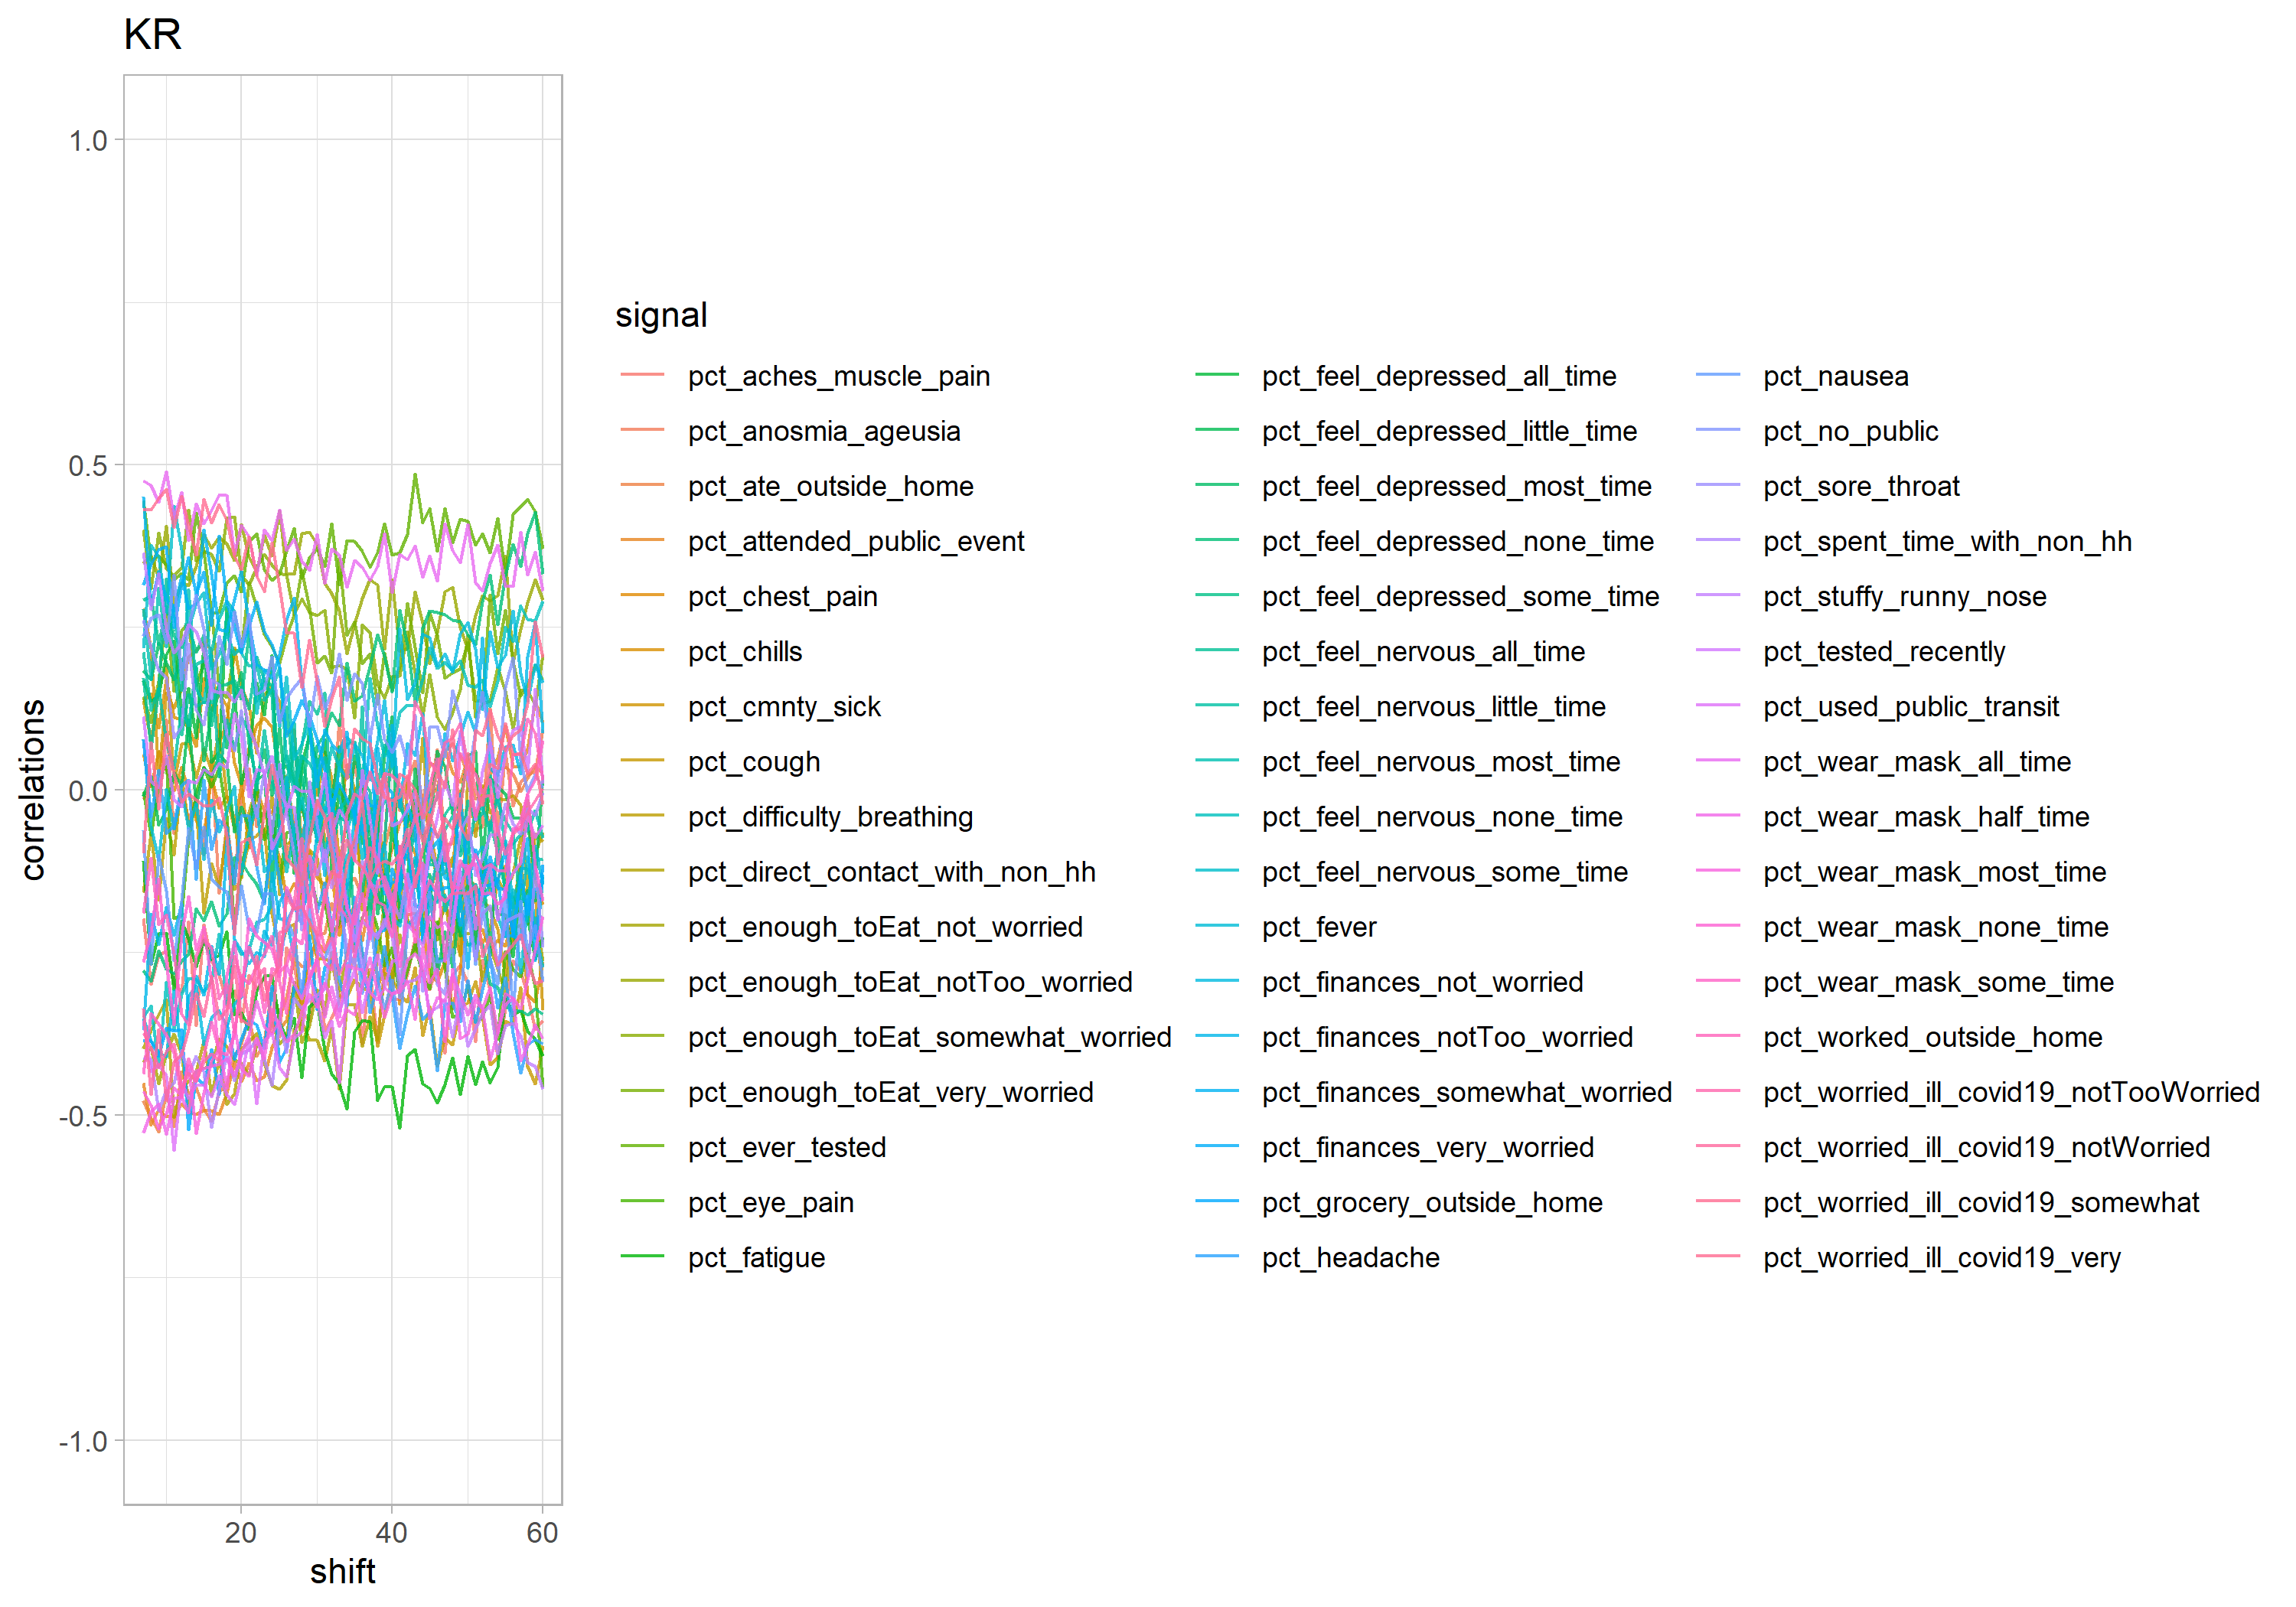 KR
1.0
0.5
0.0
-0.5
-1.0
correlations
20 40 60
shift
signal
pct_aches_muscle_pain
pct_anosmia_ageusia
pct_ate_outside_home
pct_attended_public_event
pct_chest_pain
pct_chills
pct_cmnty_sick
pct_cough
pct_difficulty_breathing
pct_direct_contact_with_non_hh
pct_enough_toEat_not_worried
pct_enough_toEat_notToo_worried
pct_enough_toEat_somewhat_worried
pct_enough_toEat_very_worried
pct_ever_tested
pct_eye_pain
pct_fatigue
pct_feel_depressed_all_time
pct_feel_depressed_little_time
pct_feel_depressed_most_time
pct_feel_depressed_none_time
pct_feel_depressed_some_time
pct_feel_nervous_all_time
pct_feel_nervous_little_time
pct_feel_nervous_most_time
pct_feel_nervous_none_time
pct_feel_nervous_some_time
pct_fever
pct_finances_not_worried
pct_finances_notToo_worried
pct_finances_somewhat_worried
pct_finances_very_worried
pct_grocery_outside_home
pct_headache
pct_nausea
pct_no_public
pct_sore_throat
pct_spent_time_with_non_hh
pct_stuffy_runny_nose
pct_tested_recently
pct_used_public_transit
pct_wear_mask_all_time
pct_wear_mask_half_time
pct_wear_mask_most_time
pct_wear_mask_none_time
pct_wear_mask_some_time
pct_worked_outside_home
pct_worried_ill_covid19_notTooWorried
pct_worried_ill_covid19_notWorried
pct_worried_ill_covid19_somewhat
pct_worried_ill_covid19_very